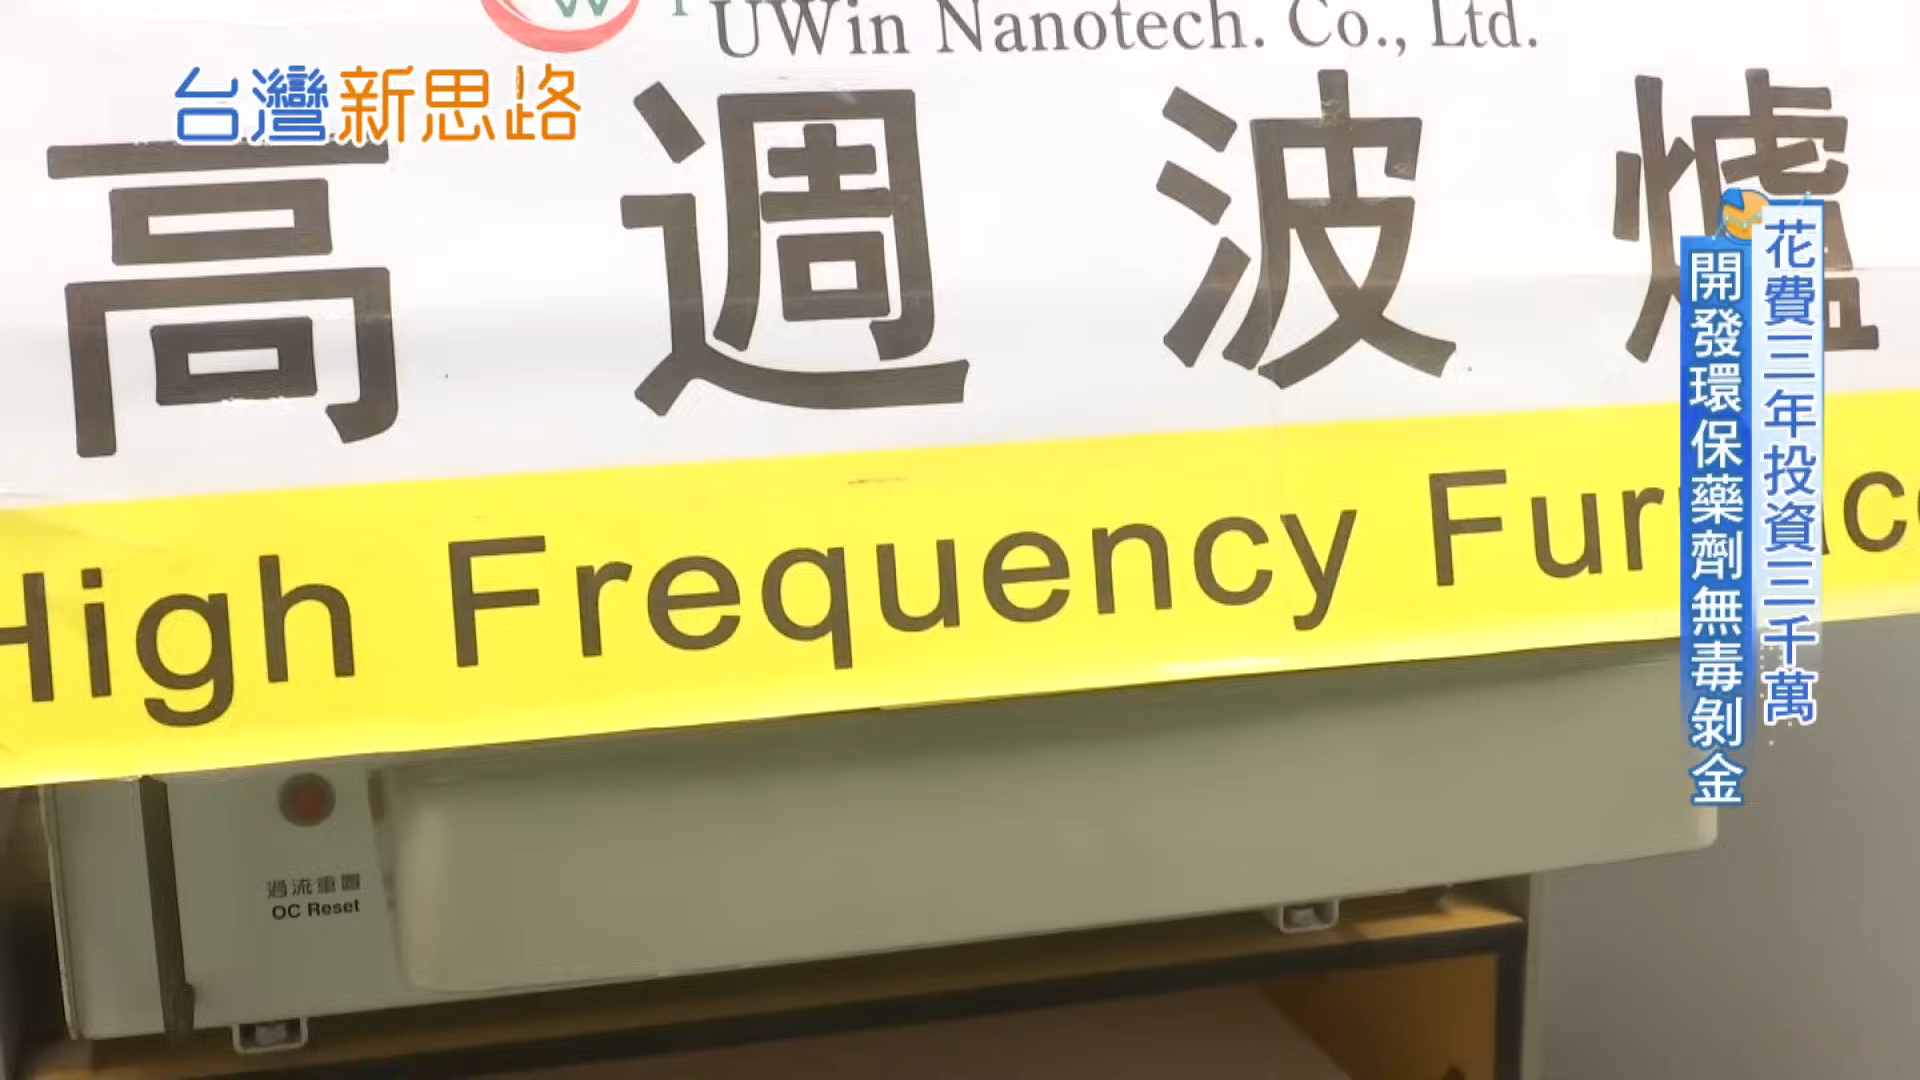 UWin Nanotech. Co., Ltd.
台灣新思路
高週波爐
High Frequency Furnace
花費三年投資三千萬
開發環保藥劑無毒剝金
過流重置
OC Reset